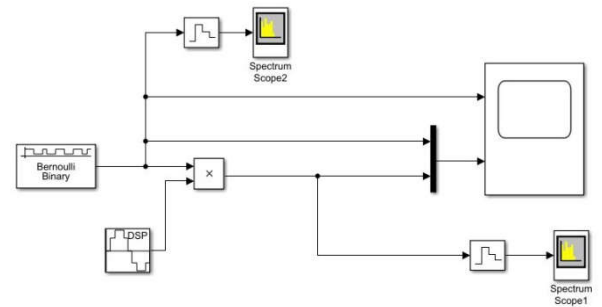 Spectrum
Scope2
Bernoulli
Binary
×
DSP
Spectrum
Scope1